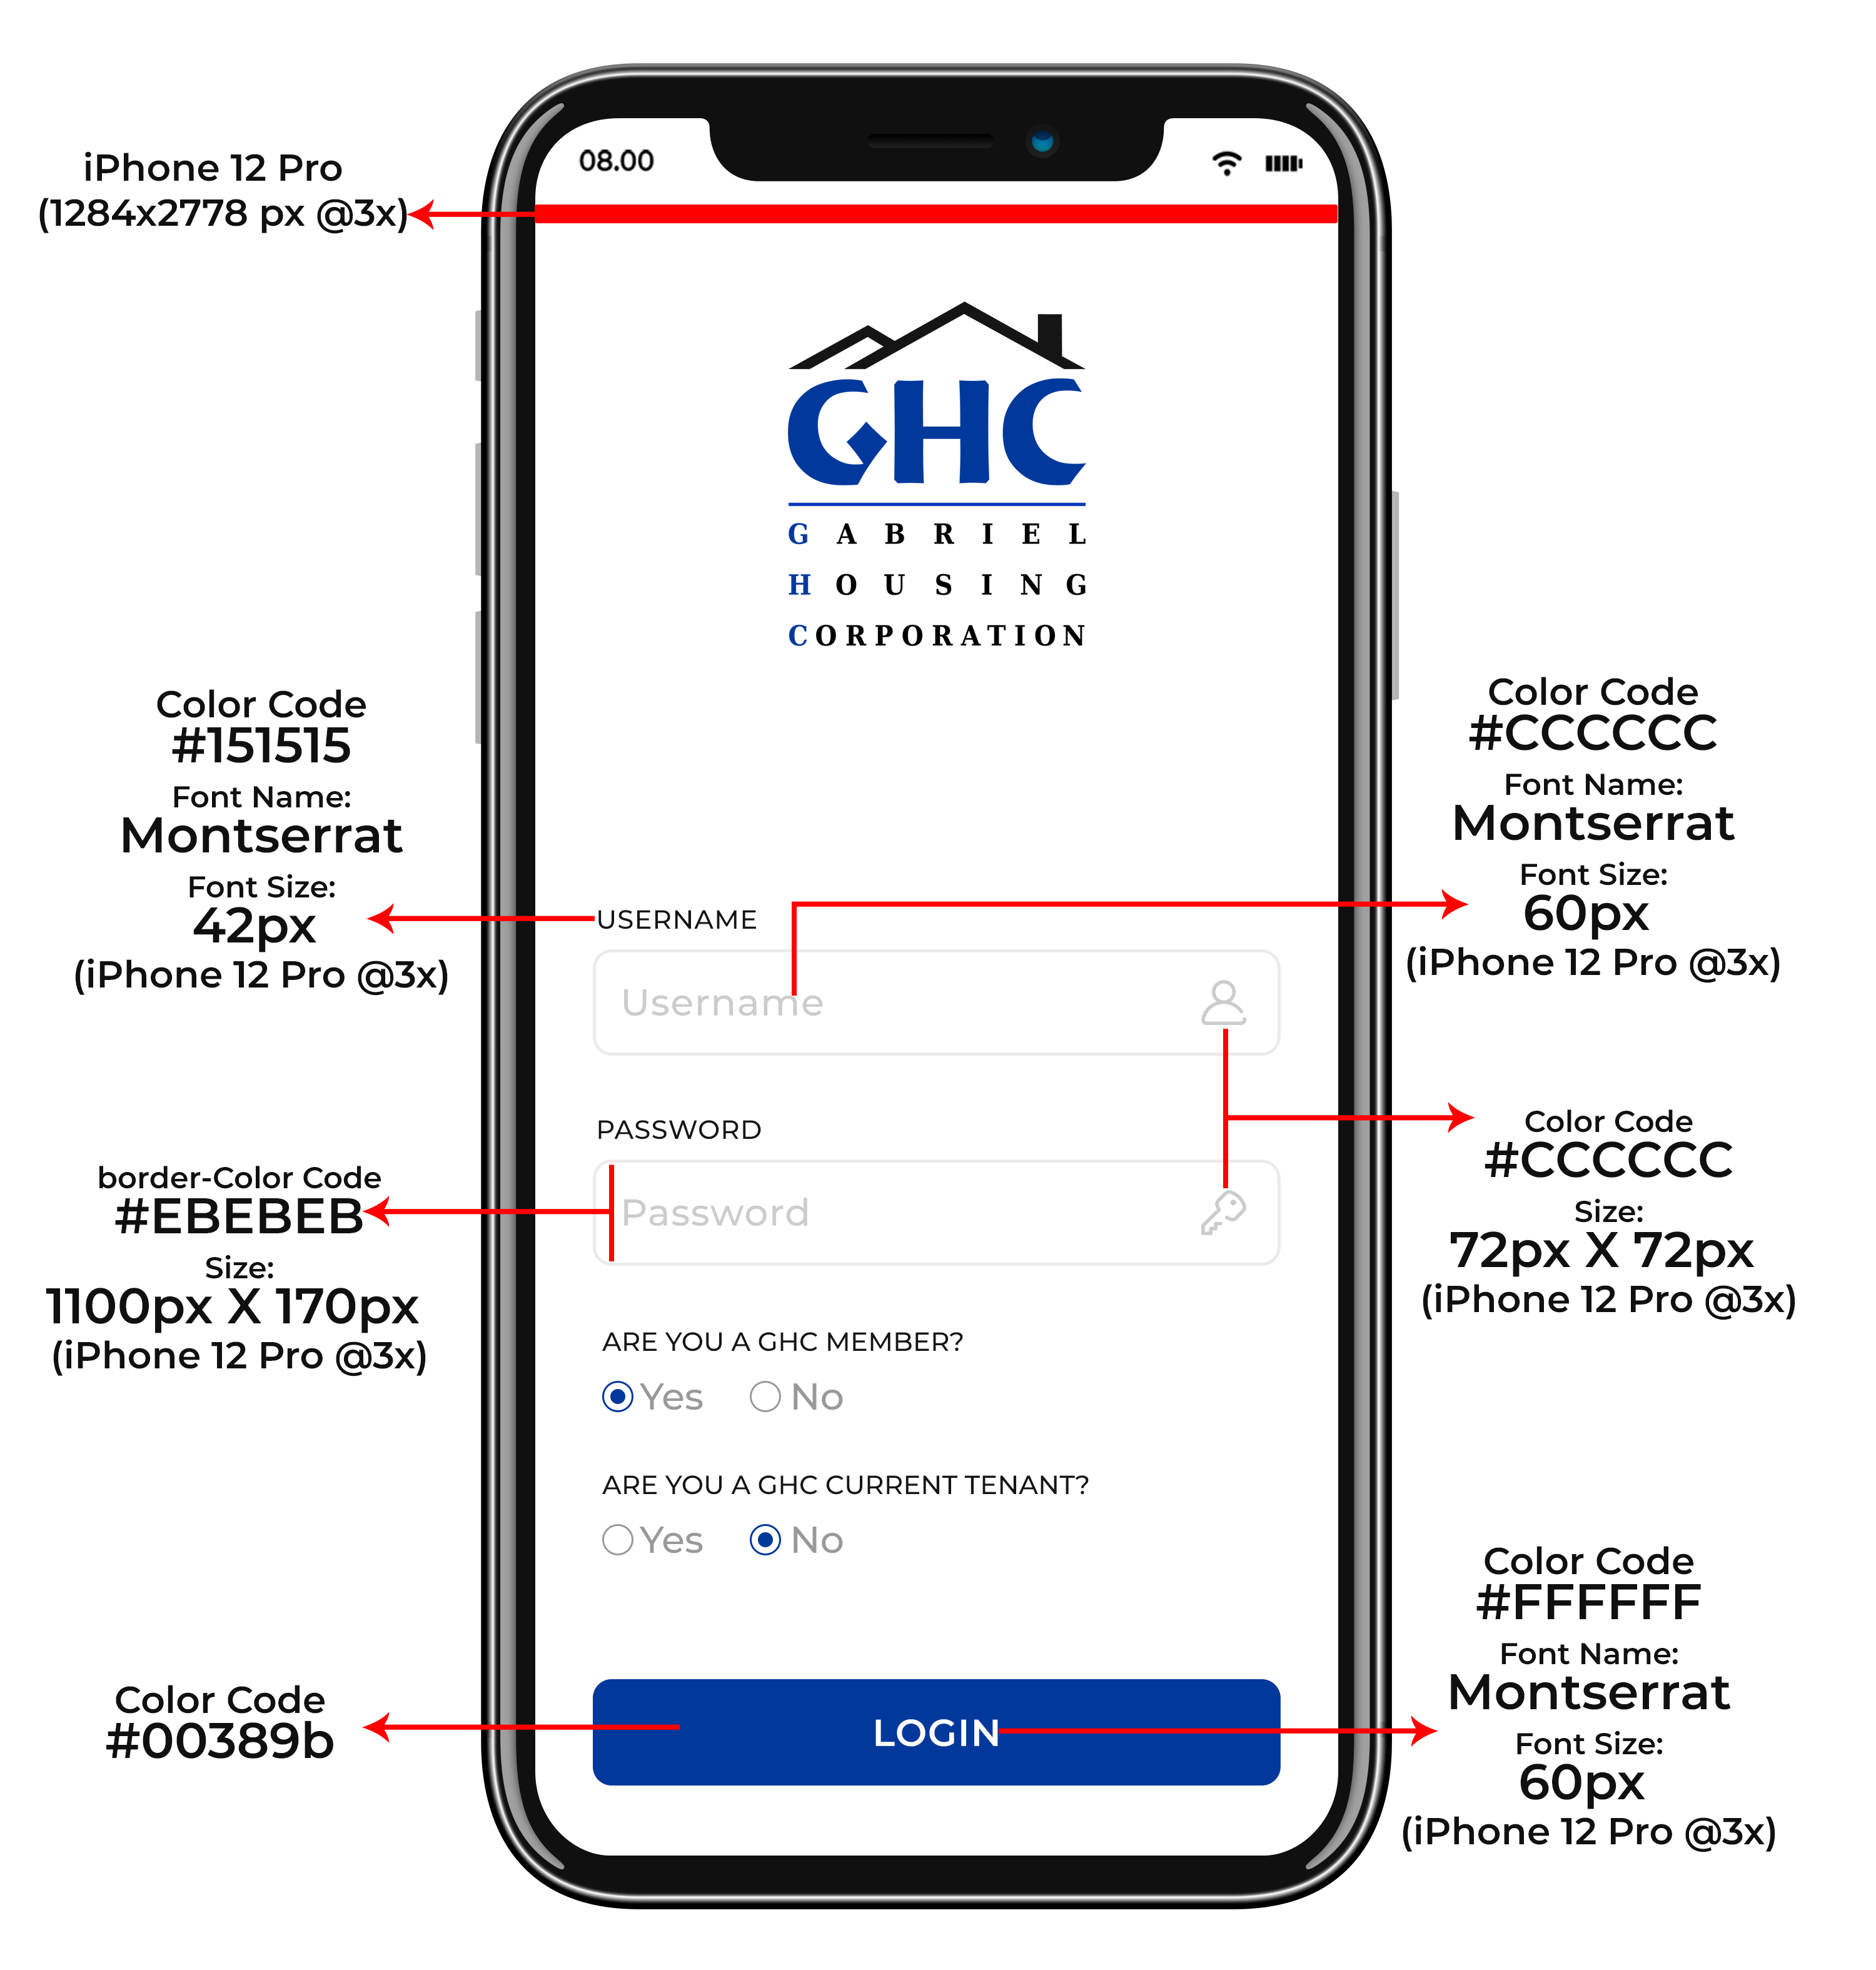 08.00
iPhone 12 Pro
(1284x2778 px @3x)
GHC
GABRIEL
HOUSING
CORPORATION
Color Code
#151515
Font Name:
Montserrat
Font Size:
42px
(iPhone 12 Pro @3x)
Color Code
#CCCCCC
Font Name:
Montserrat
Font Size:
60px
(iPhone 12 Pro @3x)
USERNAME
Username
PASSWORD
Password
border-Color Code
#EBEBEB
Size:
1100px X 170px
(iPhone 12 Pro @3x)
Color Code
#CCCCCC
Size:
72px X 72px
(iPhone 12 Pro @3x)
ARE YOU A GHC MEMBER?
Yes No
ARE YOU A GHC CURRENT TENANT?
Yes No
Color Code
#00389b
LOGIN
Color Code
#FFFFFF
Font Name:
Montserrat
Font Size:
60px
(iPhone 12 Pro @3x)